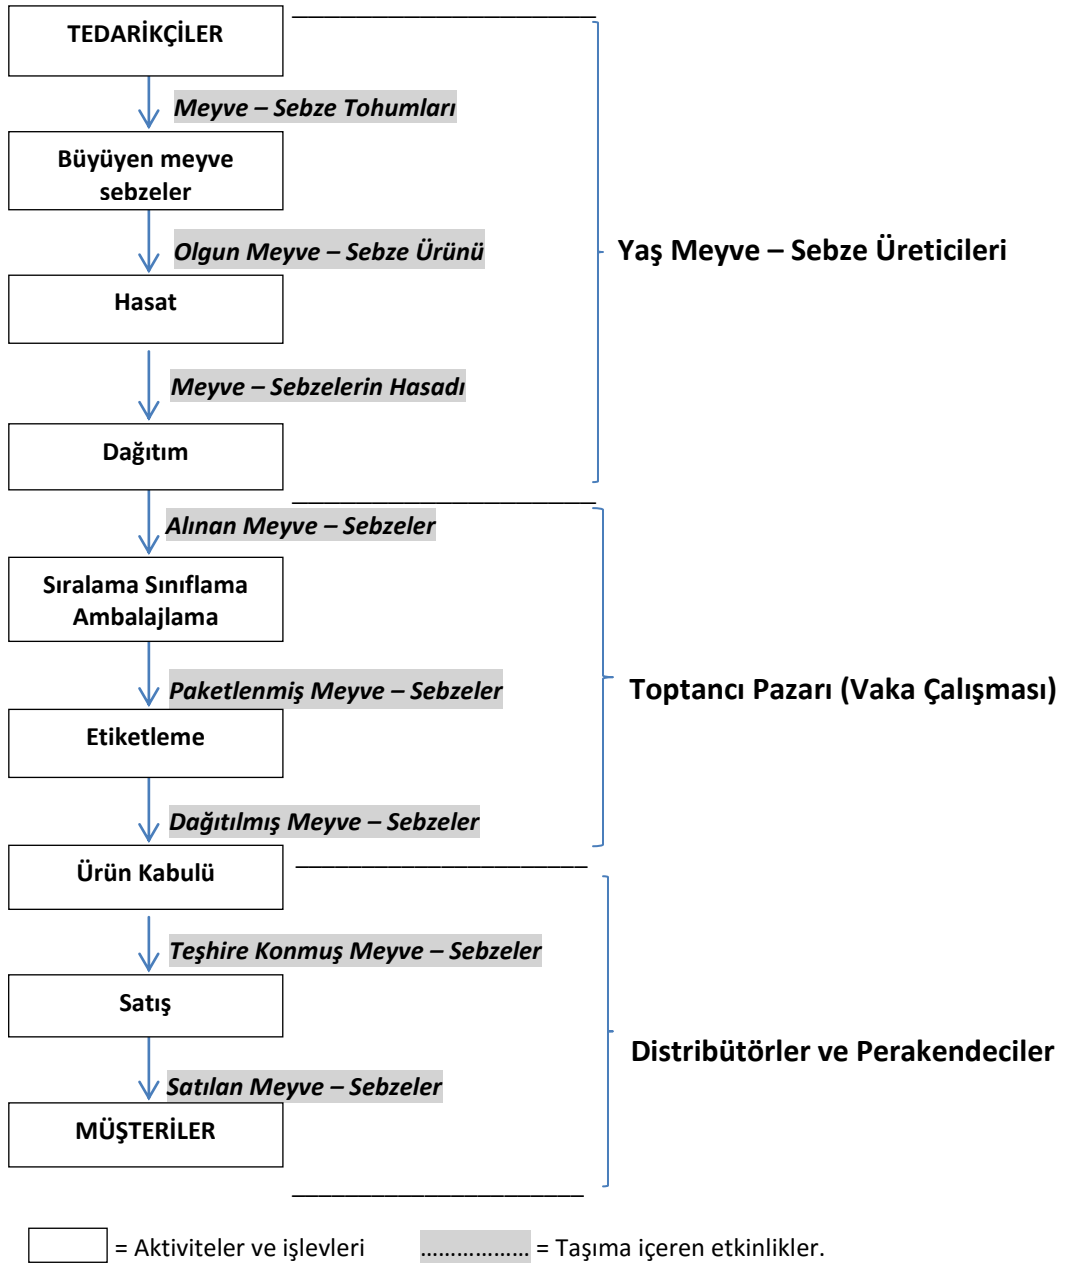 TEDARİKÇİLER
Meyve – Sebze Tohumları
Büyüyen meyve
sebzeler
Olgun Meyve – Sebze Ürünü
Yaş Meyve – Sebze Üreticileri
Hasat
Meyve – Sebzelerin Hasadı
Dağıtım
Alınan Meyve – Sebzeler
Sıralama Sınıflama
Ambalajlama
Paketlenmiş Meyve – Sebzeler
Toptancı Pazarı (Vaka Çalışması)
Etiketleme
Dağıtılmış Meyve – Sebzeler
Ürün Kabulü
Teşhire Konmuş Meyve – Sebzeler
Satış
Distribütörler ve Perakendeciler
Satılan Meyve – Sebzeler
MÜŞTERİLER
= Aktiviteler ve işlevleri
.................. = Taşıma içeren etkinlikler.